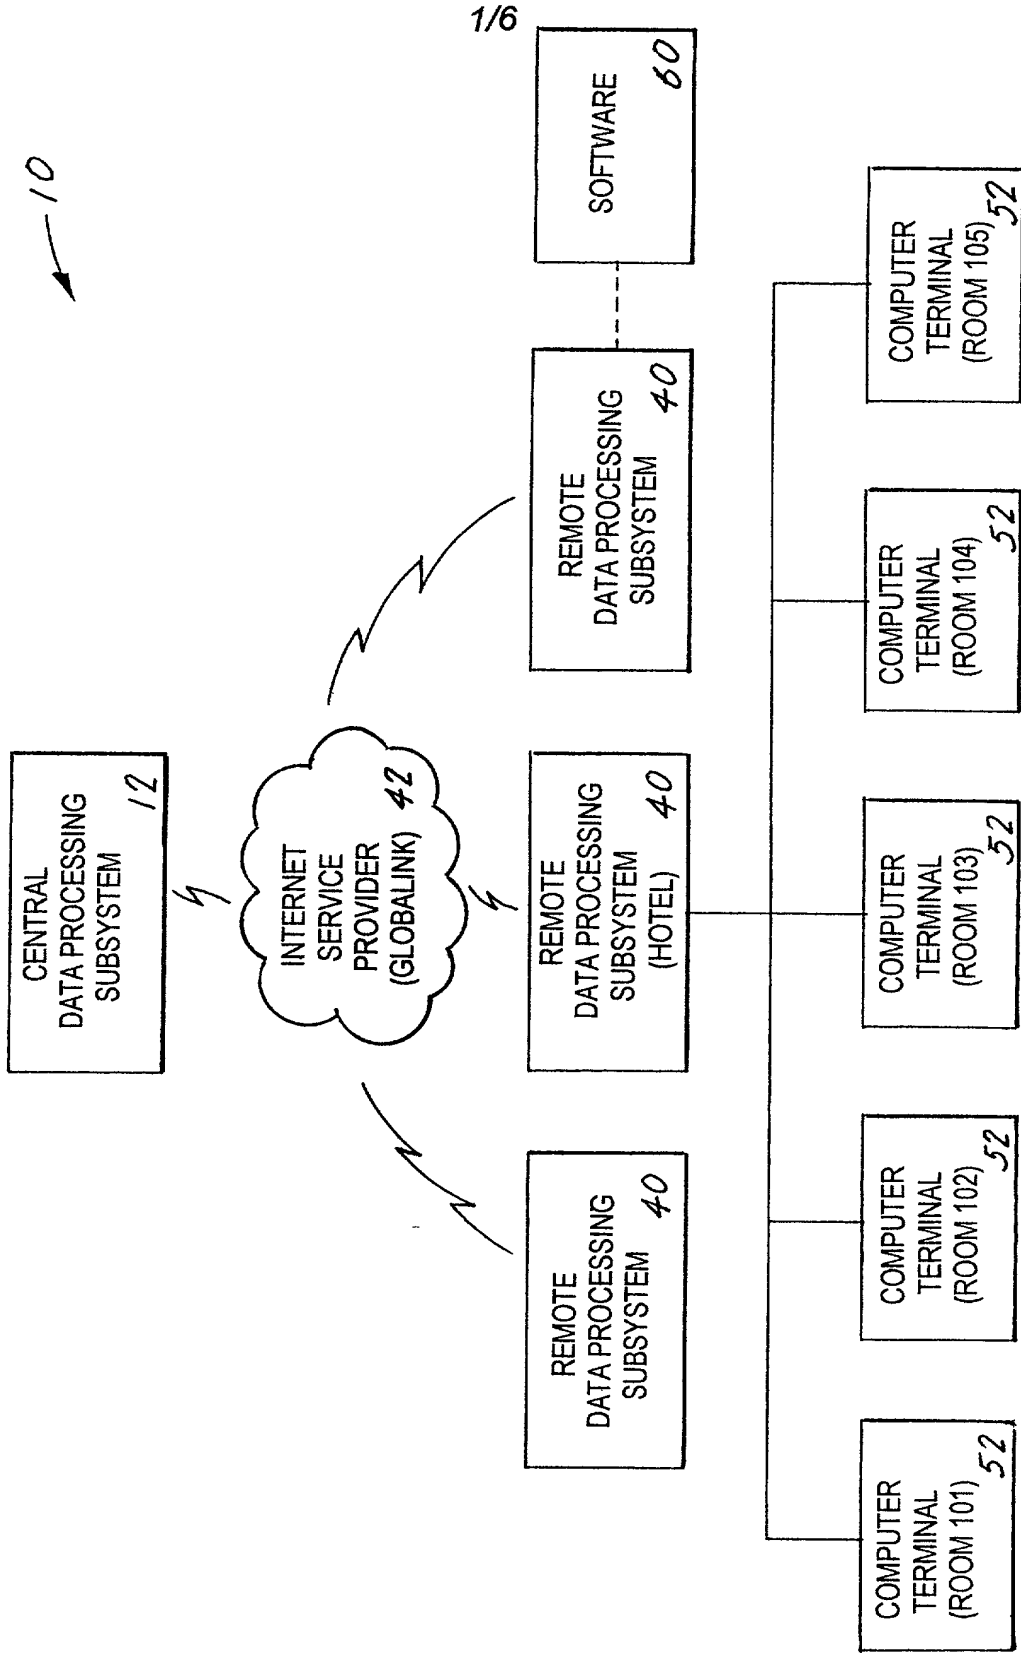 1/6
10
CENTRAL
DATA PROCESSING
SUBSYSTEM
12
INTERNET
SERVICE
PROVIDER
(GLOBALINK)
42
REMOTE
DATA PROCESSING
SUBSYSTEM
40
REMOTE
DATA PROCESSING
SUBSYSTEM
(HOTEL)
40
REMOTE
DATA PROCESSING
SUBSYSTEM
40
SOFTWARE
60
COMPUTER
TERMINAL
(ROOM 101)
52
COMPUTER
TERMINAL
(ROOM 102)
52
COMPUTER
TERMINAL
(ROOM 103)
52
COMPUTER
TERMINAL
(ROOM 104)
52
COMPUTER
TERMINAL
(ROOM 105)
52